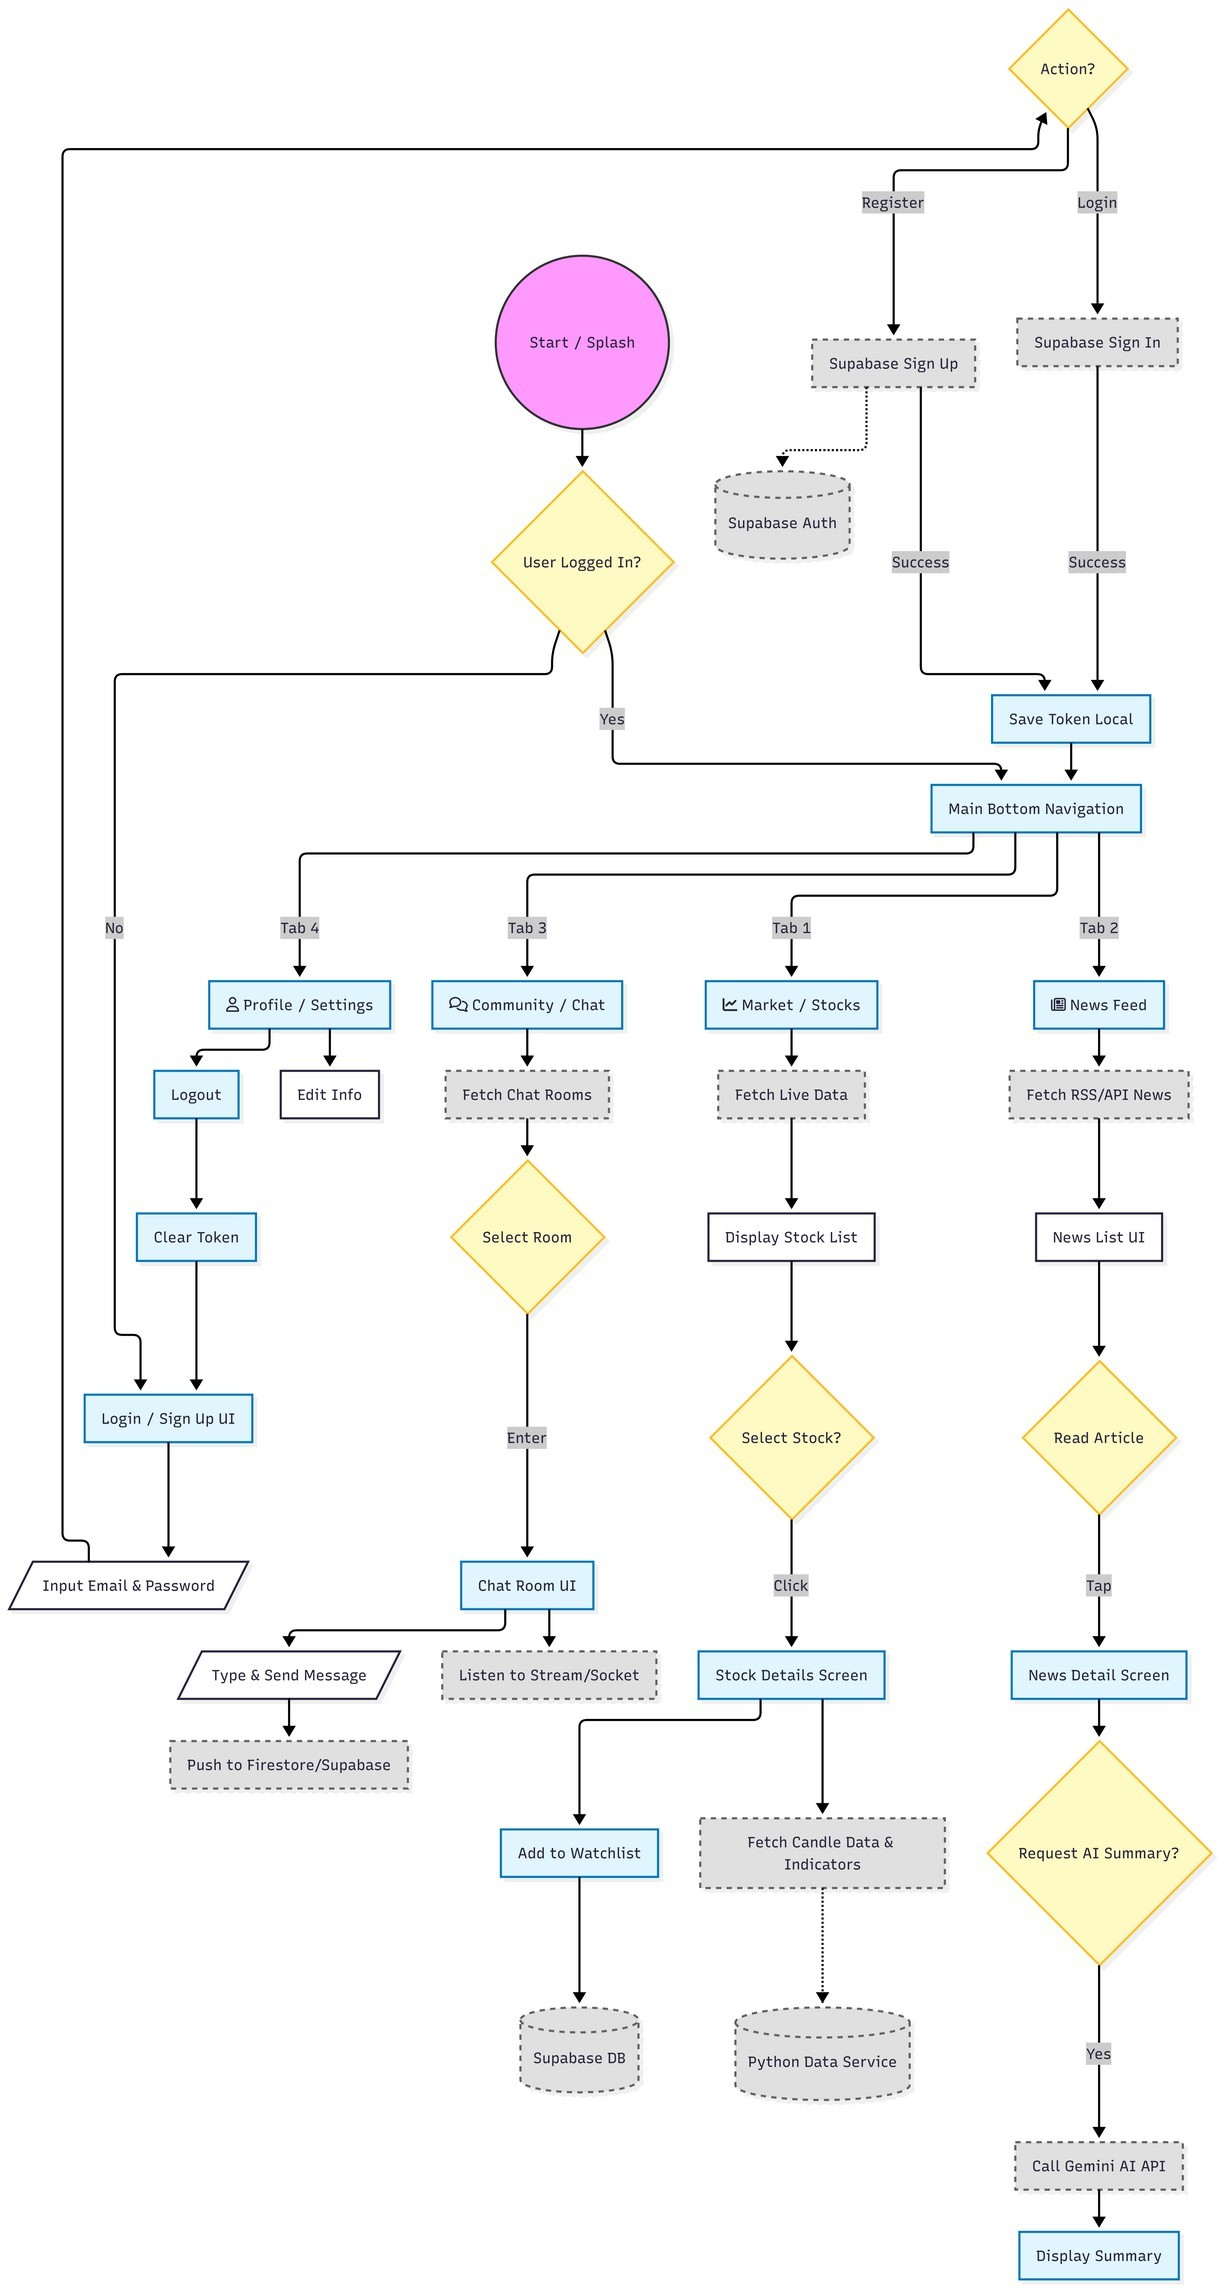 Action?
Register
Login
Start / Splash
Supabase Sign In
Supabase Sign Up
Supabase Auth
User Logged In?
Success
Success
Yes
Save Token Local
Main Bottom Navigation
No
Tab 4
Tab 3
Tab 1
Tab 2
Profile / Settings
Community / Chat
Market / Stocks
News Feed
Logout
Edit Info
Fetch Chat Rooms
Fetch Live Data
Fetch RSS/API News
Clear Token
Select Room
Display Stock List
News List UI
Login / Sign Up UI
Enter
Select Stock?
Read Article
Input Email & Password
Chat Room UI
Click
Tap
Type & Send Message
Listen to Stream/Socket
Stock Details Screen
News Detail Screen
Push to Firestore/Supabase
Add to Watchlist
Fetch Candle Data &
Indicators
Request AI Summary?
Supabase DB
Python Data Service
Yes
Call Gemini AI API
Display Summary